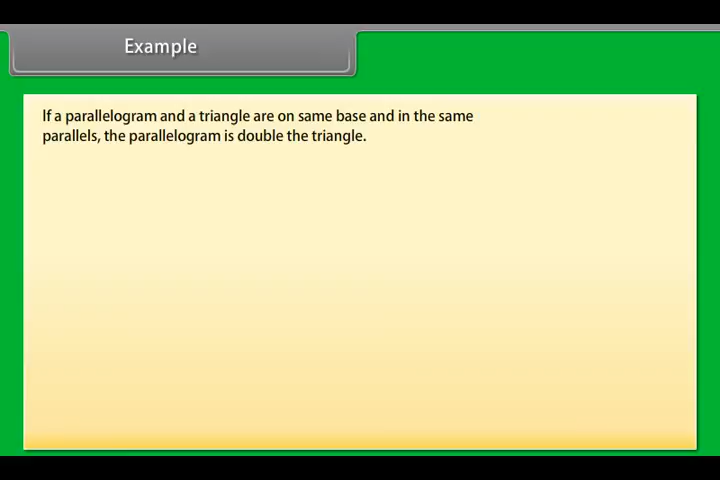 Example
If a parallelogram and a triangle are on same base and in the same
parallels, the parallelogram is double the triangle.